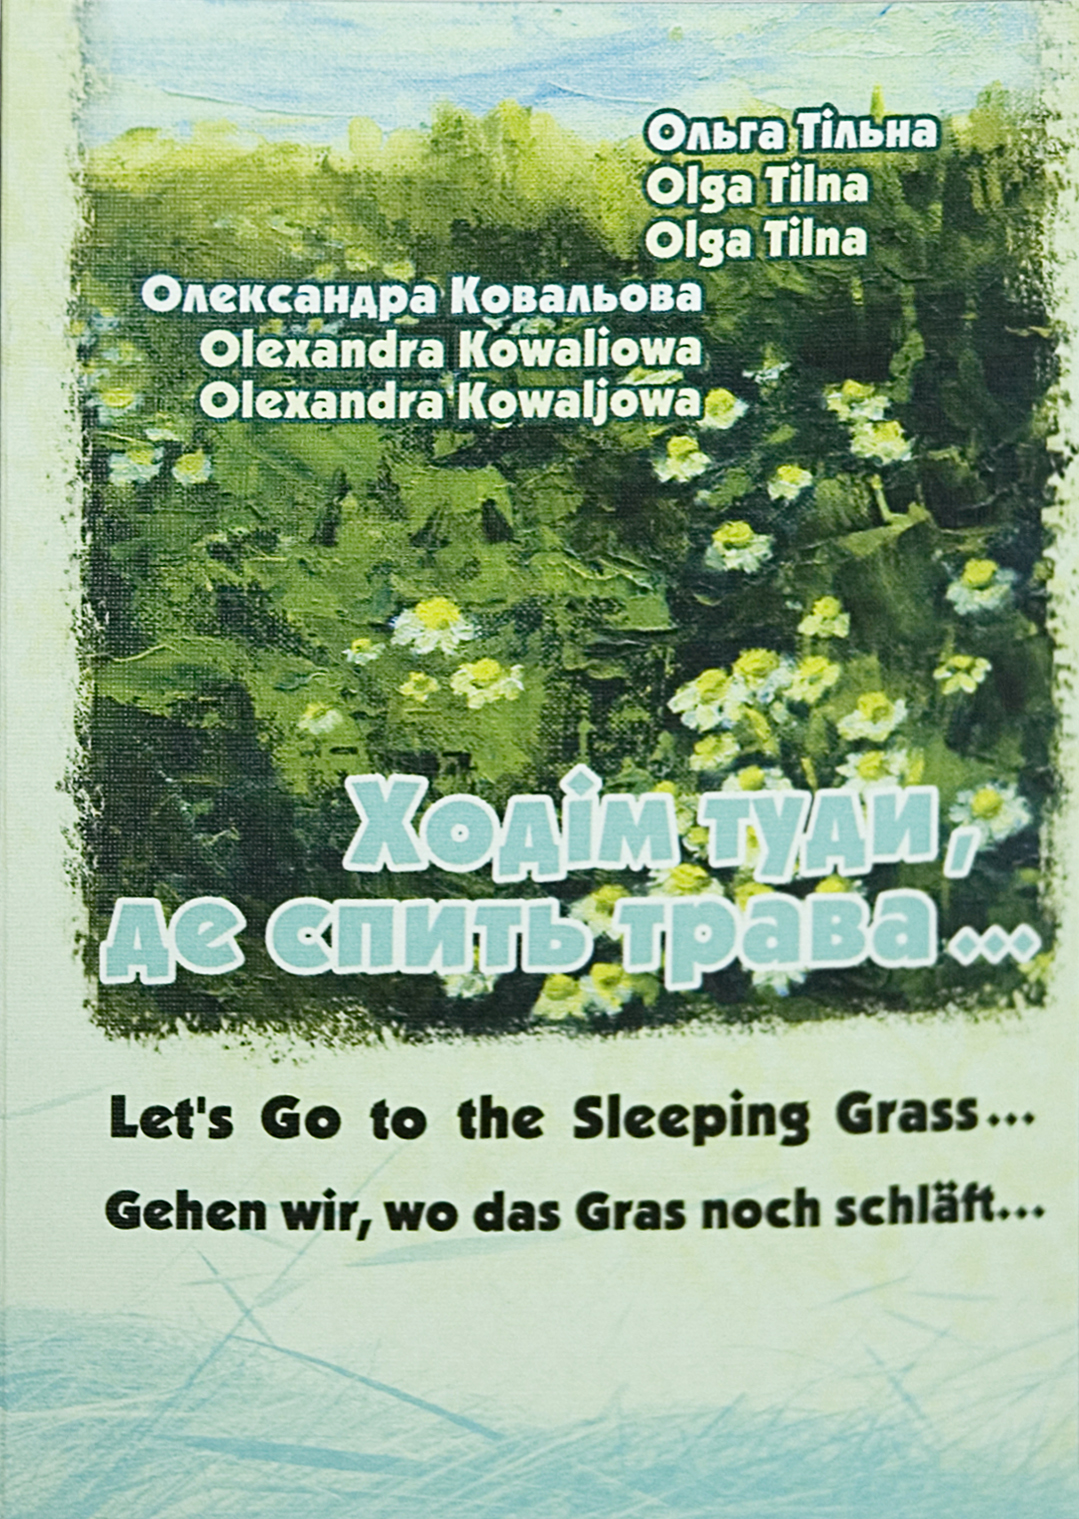 Ольга Тільна
Olga Tilna
Olga Tilna
Олександра Ковальова
Olexandra Kowaliowa
Olexandra Kowaljowa
Ходім туди,
де спить трава...
Let's Go to the Sleeping Grass...
Gehen wir, wo das Gras noch schläft...